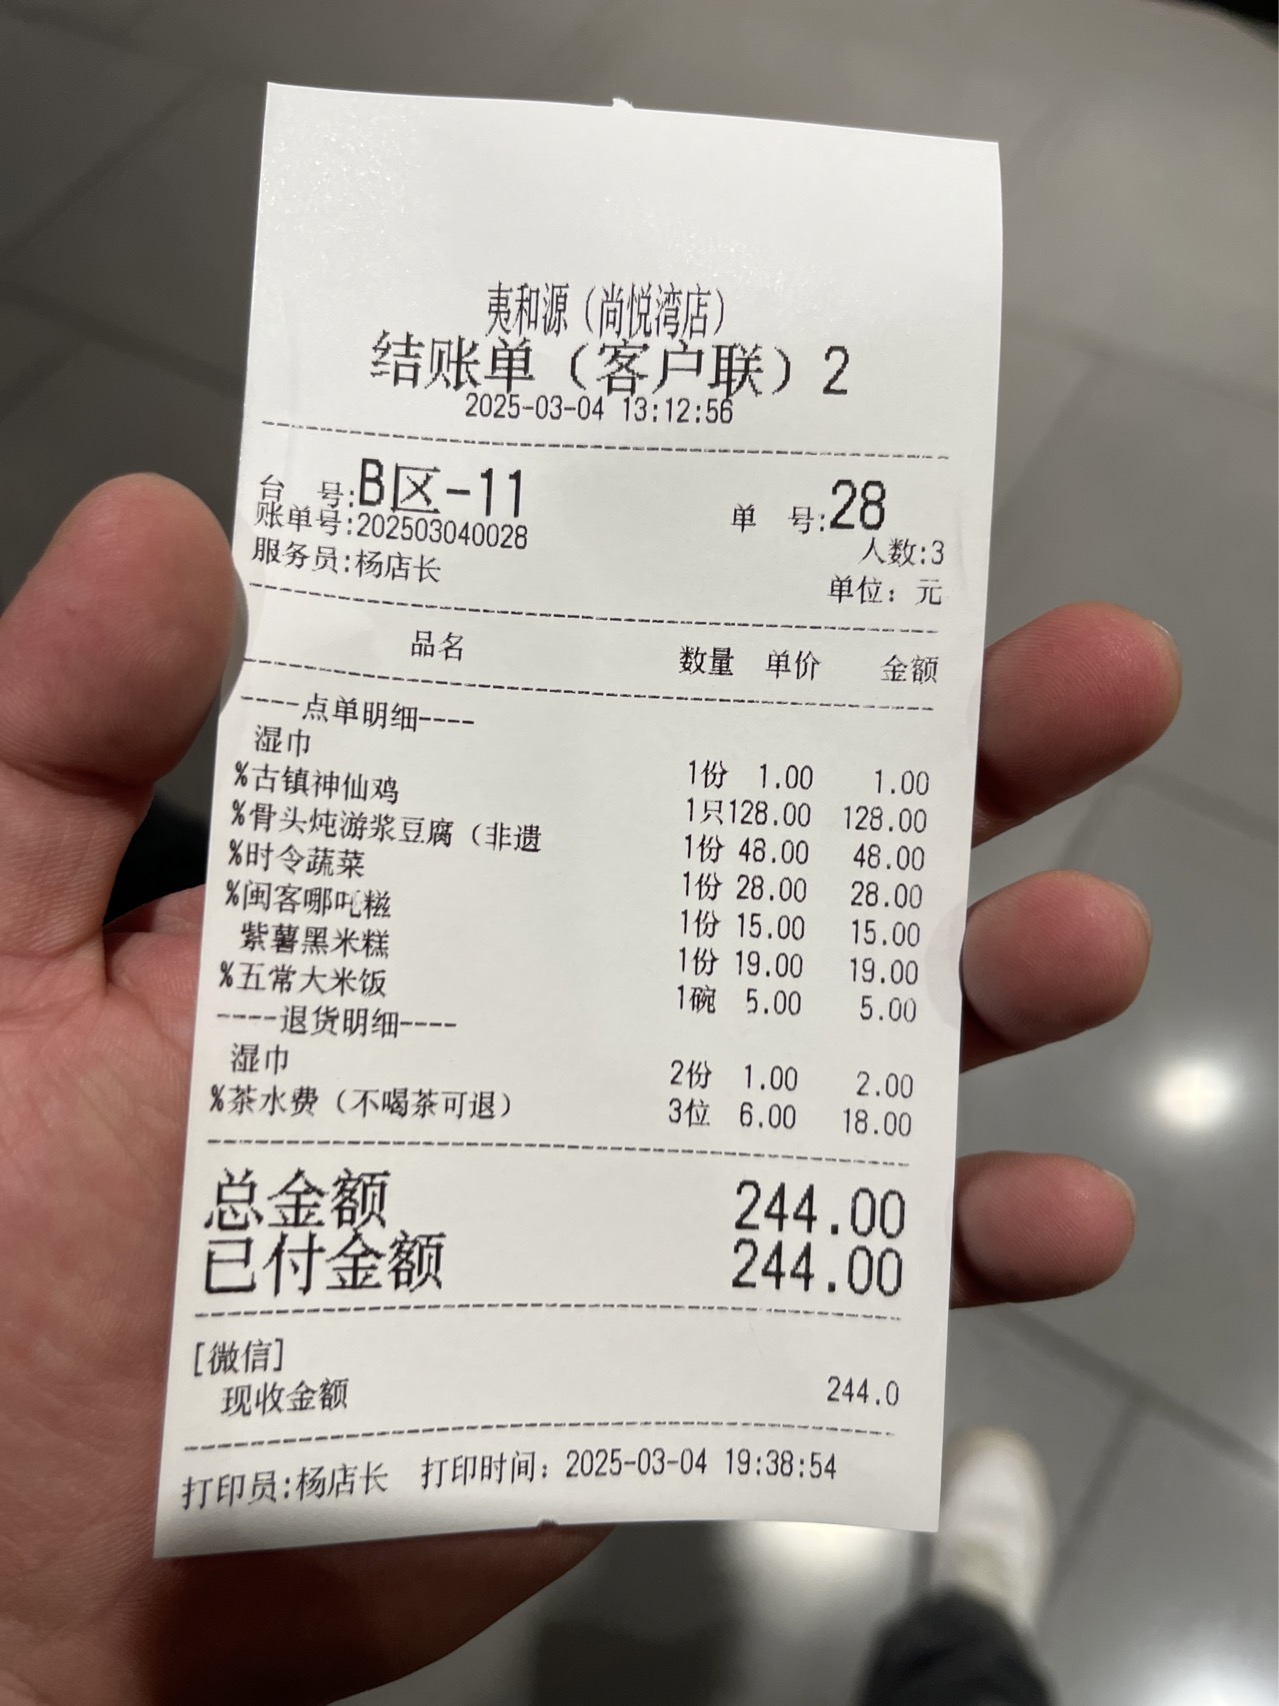 夷和源（尚悦湾店）
结账单（客户联）2
2025-03-04 13:12:56
台 号:B区-11 单 号:28
账单号:202503040028 人数:3
服务员:杨店长 单位：元
品名 数量 单价 金额
----点单明细----
湿巾 1份 1.00 1.00
%古镇神仙鸡 1只128.00 128.00
%骨头炖游浆豆腐（非遗 1份 48.00 48.00
%时令蔬菜 1份 28.00 28.00
%闽客哪吒糍 1份 15.00 15.00
紫薯黑米糕 1份 19.00 19.00
%五常大米饭 1碗 5.00 5.00
----退货明细----
湿巾 2份 1.00 2.00
%茶水费（不喝茶可退） 3位 6.00 18.00
总金额 244.00
已付金额 244.00
[微信]
现收金额 244.0
打印员:杨店长 打印时间：2025-03-04 19:38:54